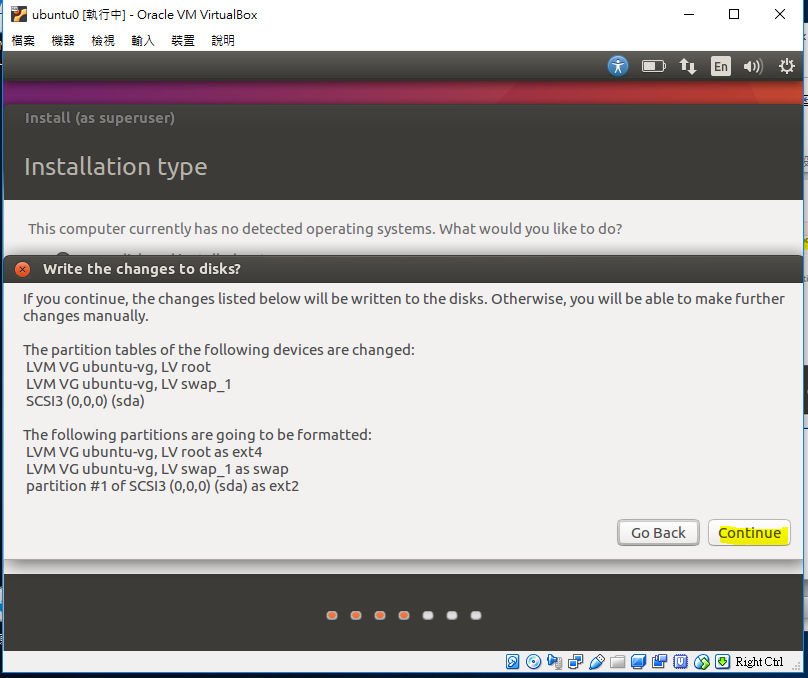 ubuntu0 [執行中] - Oracle VM VirtualBox
檔案 機器 檢視 輸入 裝置 說明
En
Install (as superuser)
Installation type
This computer currently has no detected operating systems. What would you like to do?
Write the changes to disks?
If you continue, the changes listed below will be written to the disks. Otherwise, you will be able to make further
changes manually.
The partition tables of the following devices are changed:
LVM VG ubuntu-vg, LV root
LVM VG ubuntu-vg, LV swap_1
SCSI3 (0,0,0) (sda)
The following partitions are going to be formatted:
LVM VG ubuntu-vg, LV root as ext4
LVM VG ubuntu-vg, LV swap_1 as swap
partition #1 of SCSI3 (0,0,0) (sda) as ext2
Go Back Continue
Right Ctrl